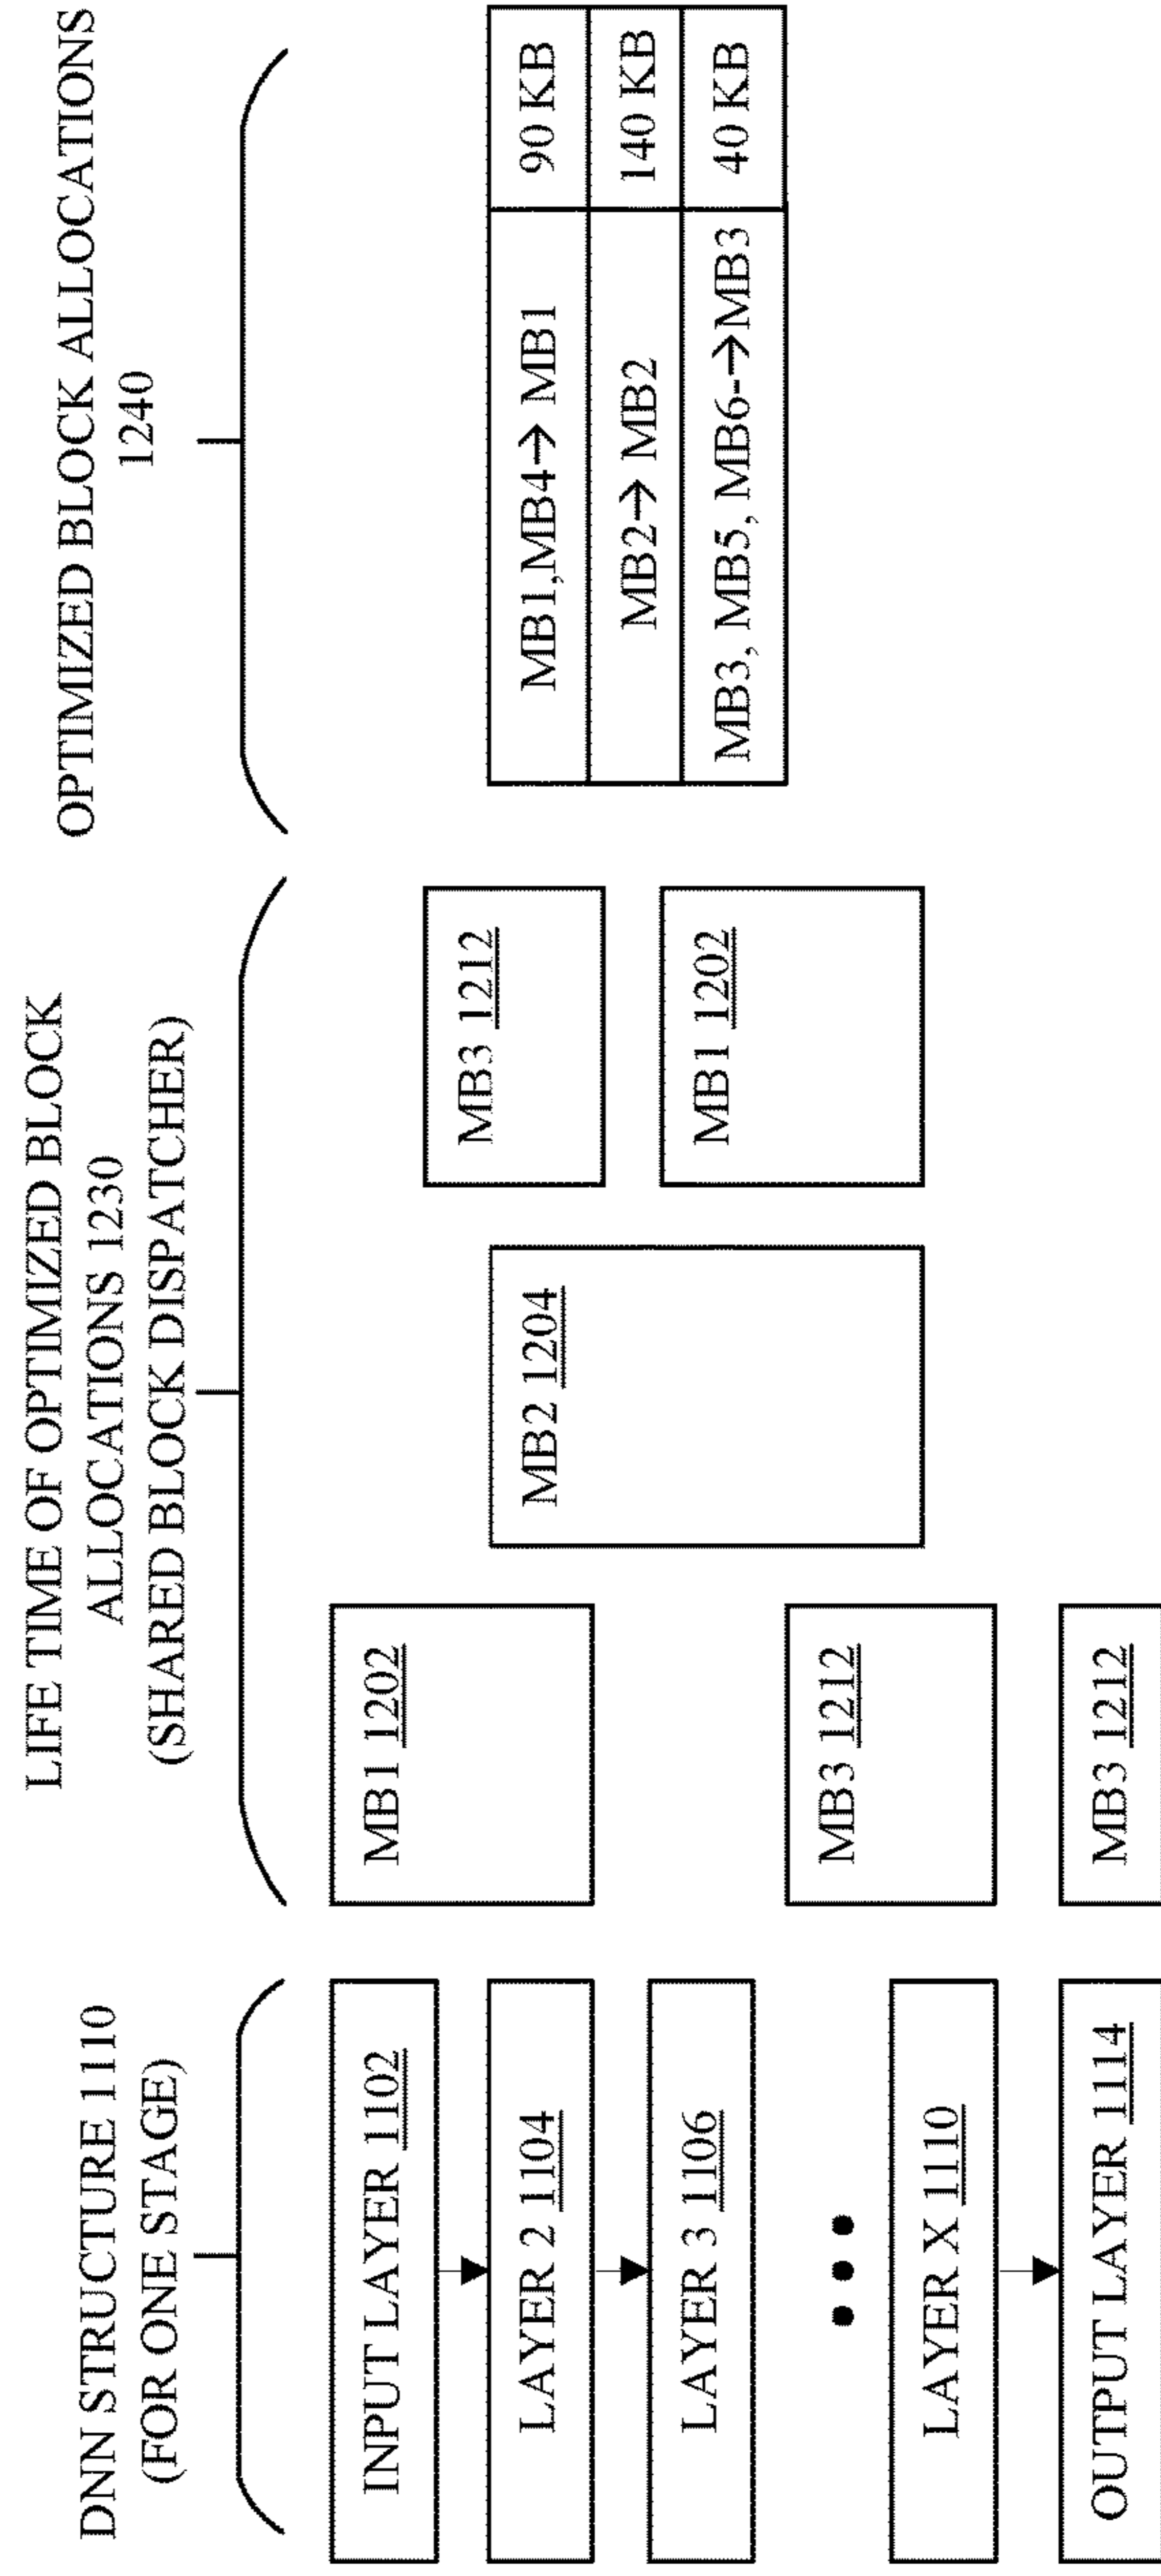 DNN STRUCTURE 1110
(FOR ONE STAGE)
INPUT LAYER 1102
LAYER 2 1104
LAYER 3 1106
LAYER X 1110
OUTPUT LAYER 1114
LIFE TIME OF OPTIMIZED BLOCK
ALLOCATIONS 1230
(SHARED BLOCK DISPATCHER)
MB1 1202
MB3 1212
MB3 1212
MB2 1204
MB3 1212
MB1 1202
OPTIMIZED BLOCK ALLOCATIONS
1240
MB1,MB4→ MB1 90 KB
MB2→ MB2 140 KB
MB3, MB5, MB6-→MB3 40 KB